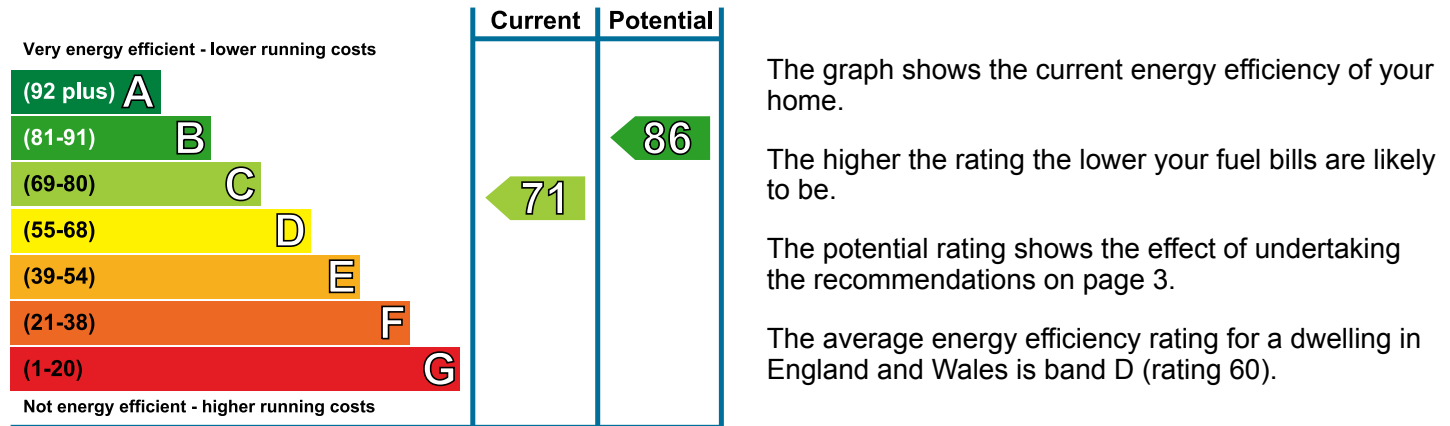 Current Potential
Very energy efficient - lower running costs
(92 plus) A
(81-91) B
86
(69-80) C
71
(55-68) D
(39-54) E
(21-38) F
(1-20) G
Not energy efficient - higher running costs
The graph shows the current energy efficiency of your
home.
The higher the rating the lower your fuel bills are likely
to be.
The potential rating shows the effect of undertaking
the recommendations on page 3.
The average energy efficiency rating for a dwelling in
England and Wales is band D (rating 60).